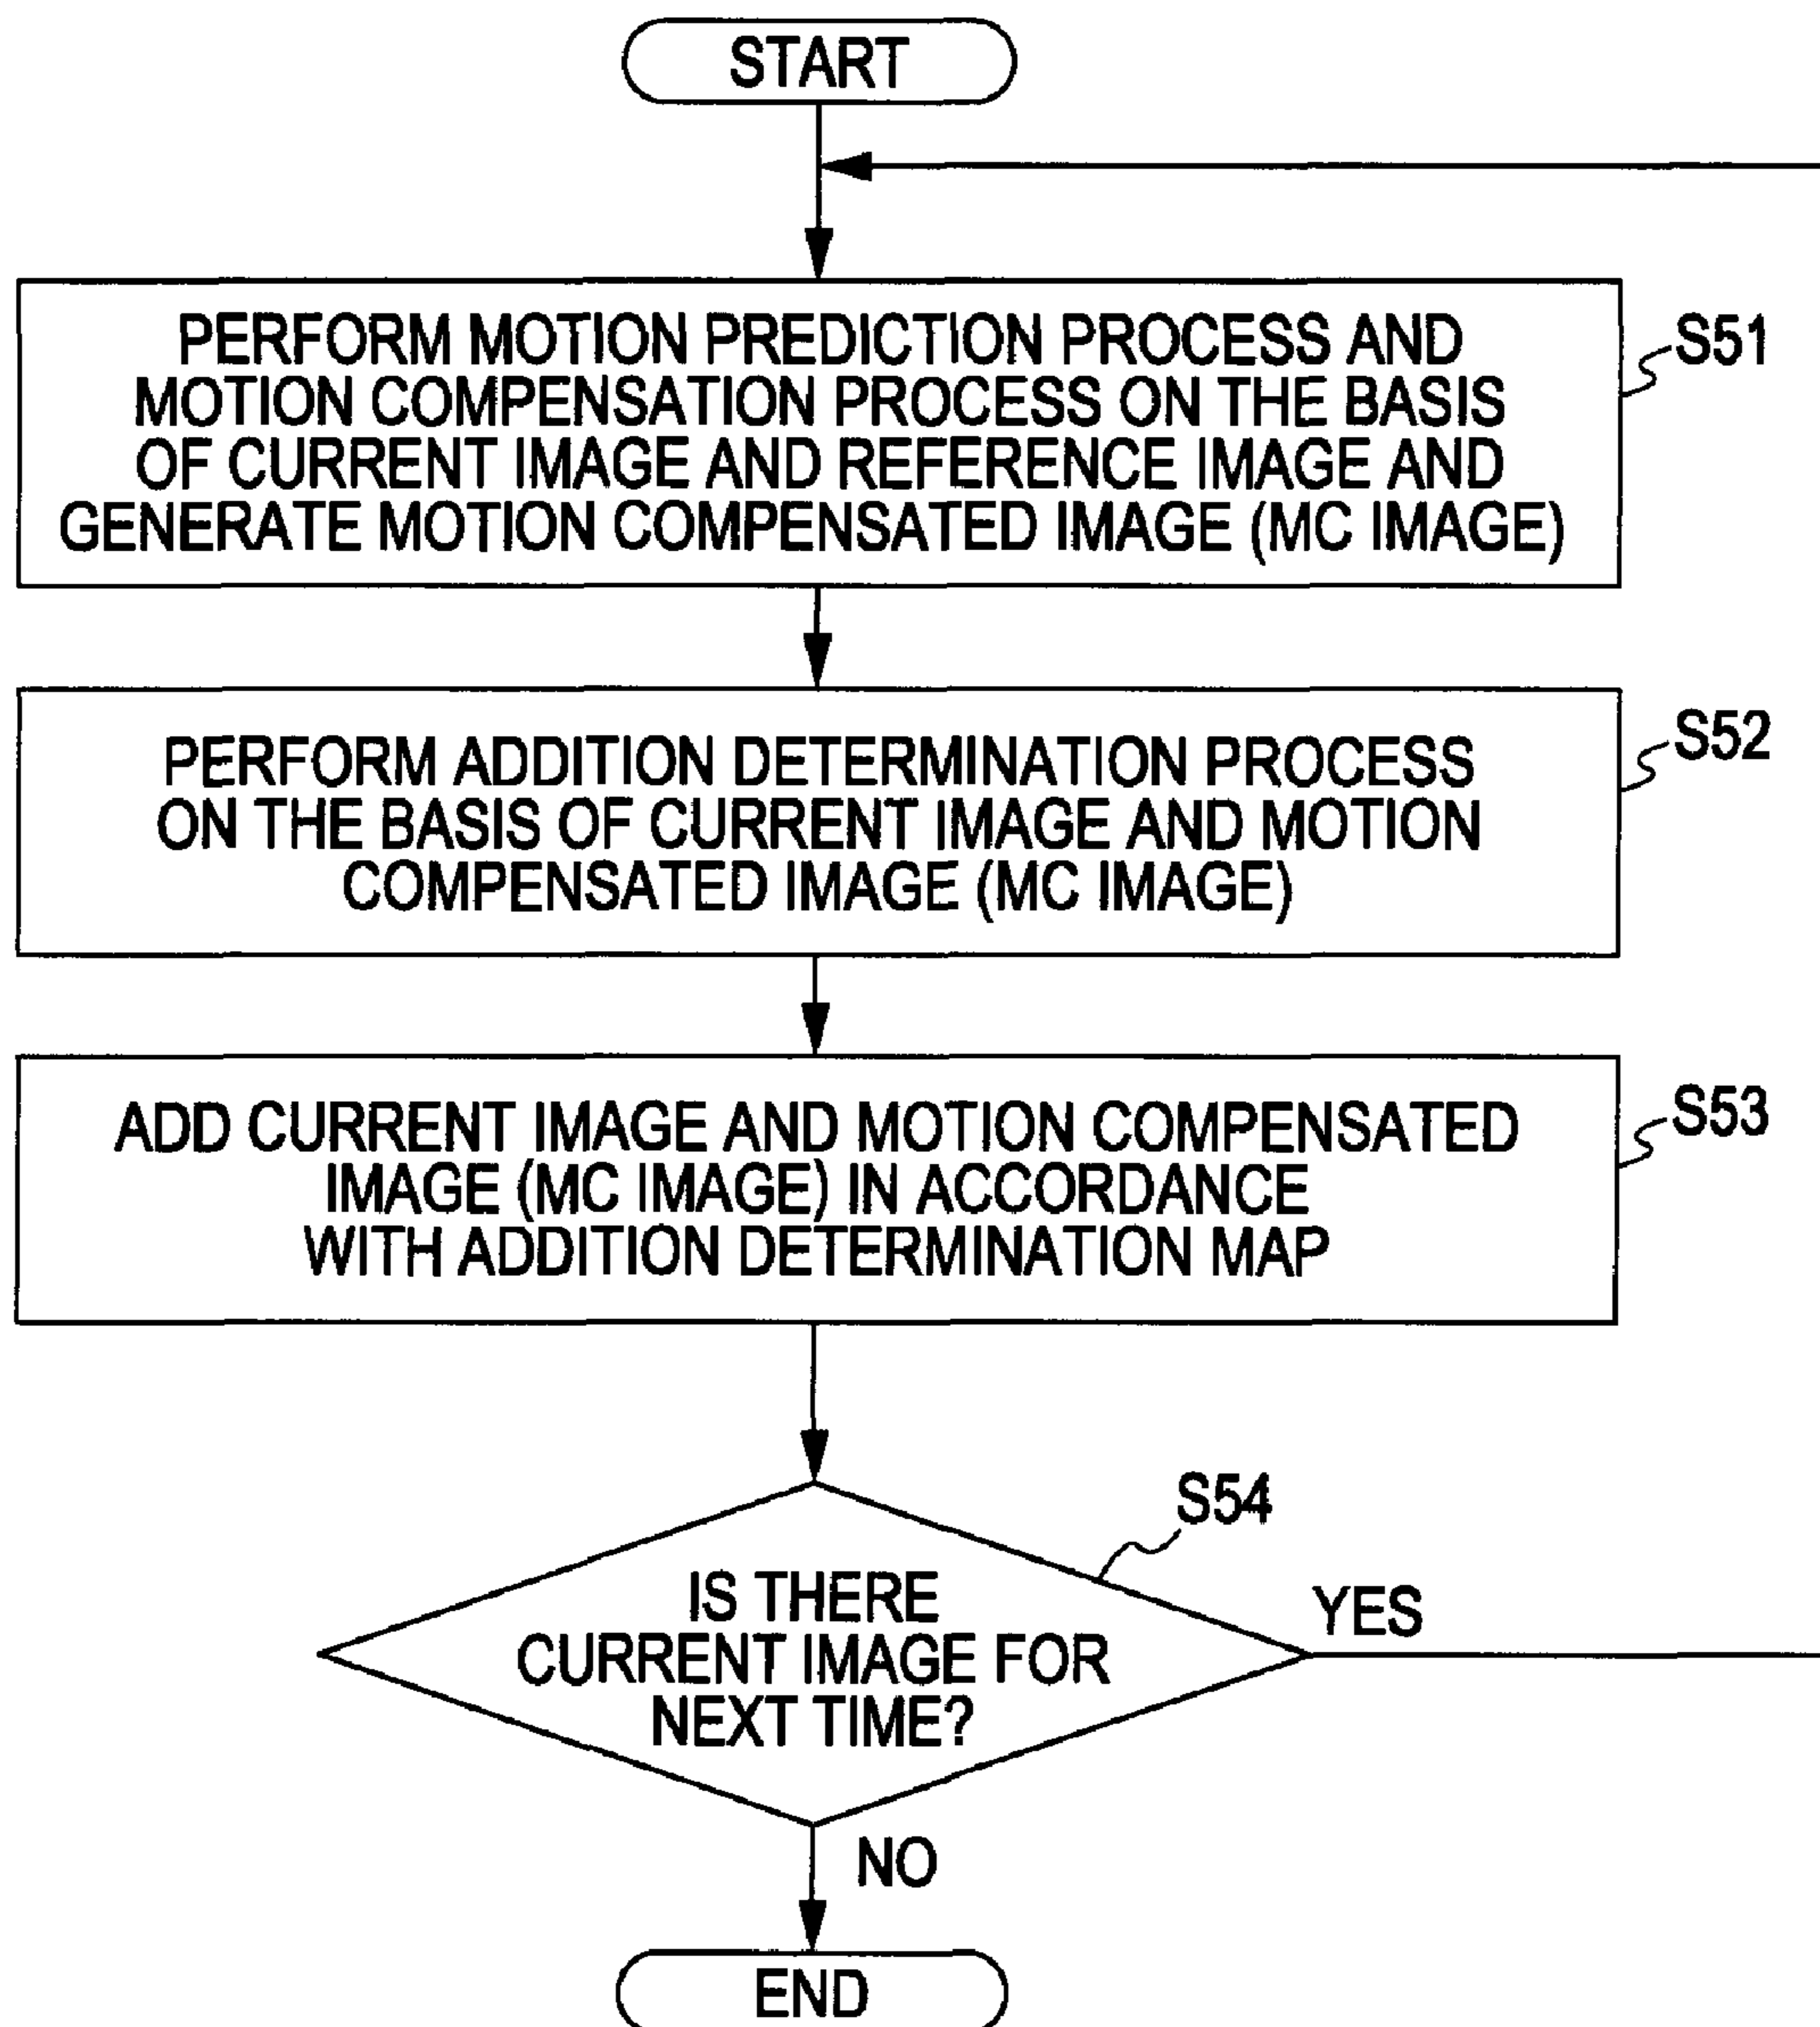 START
PERFORM MOTION PREDICTION PROCESS AND
MOTION COMPENSATION PROCESS ON THE BASIS
OF CURRENT IMAGE AND REFERENCE IMAGE AND
GENERATE MOTION COMPENSATED IMAGE (MC IMAGE)
S51
PERFORM ADDITION DETERMINATION PROCESS
ON THE BASIS OF CURRENT IMAGE AND MOTION
COMPENSATED IMAGE (MC IMAGE)
S52
ADD CURRENT IMAGE AND MOTION COMPENSATED
IMAGE (MC IMAGE) IN ACCORDANCE
WITH ADDITION DETERMINATION MAP
S53
S54
IS THERE
CURRENT IMAGE FOR
NEXT TIME?
YES
NO
END